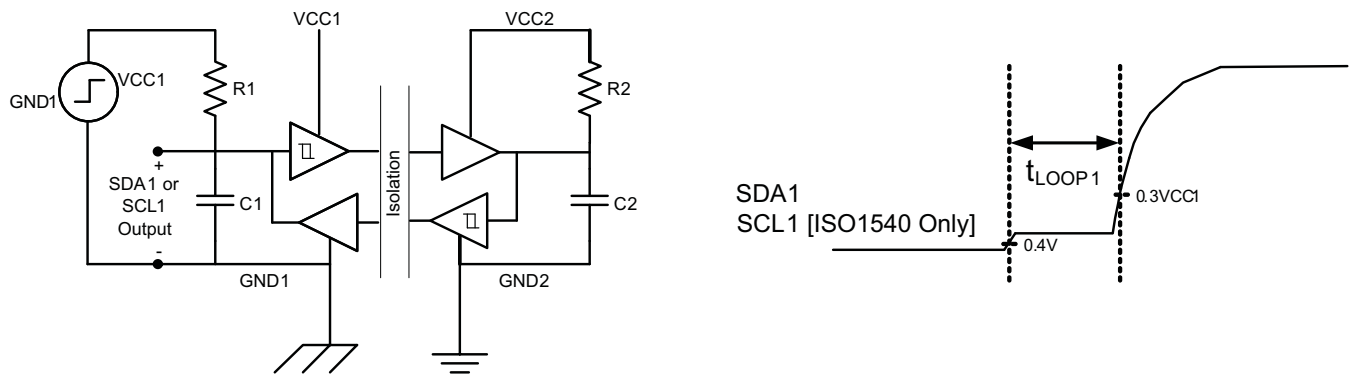 VCC1
VCC2
VCC1
GND1
R1
R2
SDA1 or
SCL1
Output
+
-
C1
C2
Isolation
GND1
GND2
tLOOP1
0.3VCC1
SDA1
SCL1 [ISO1540 Only]
0.4V